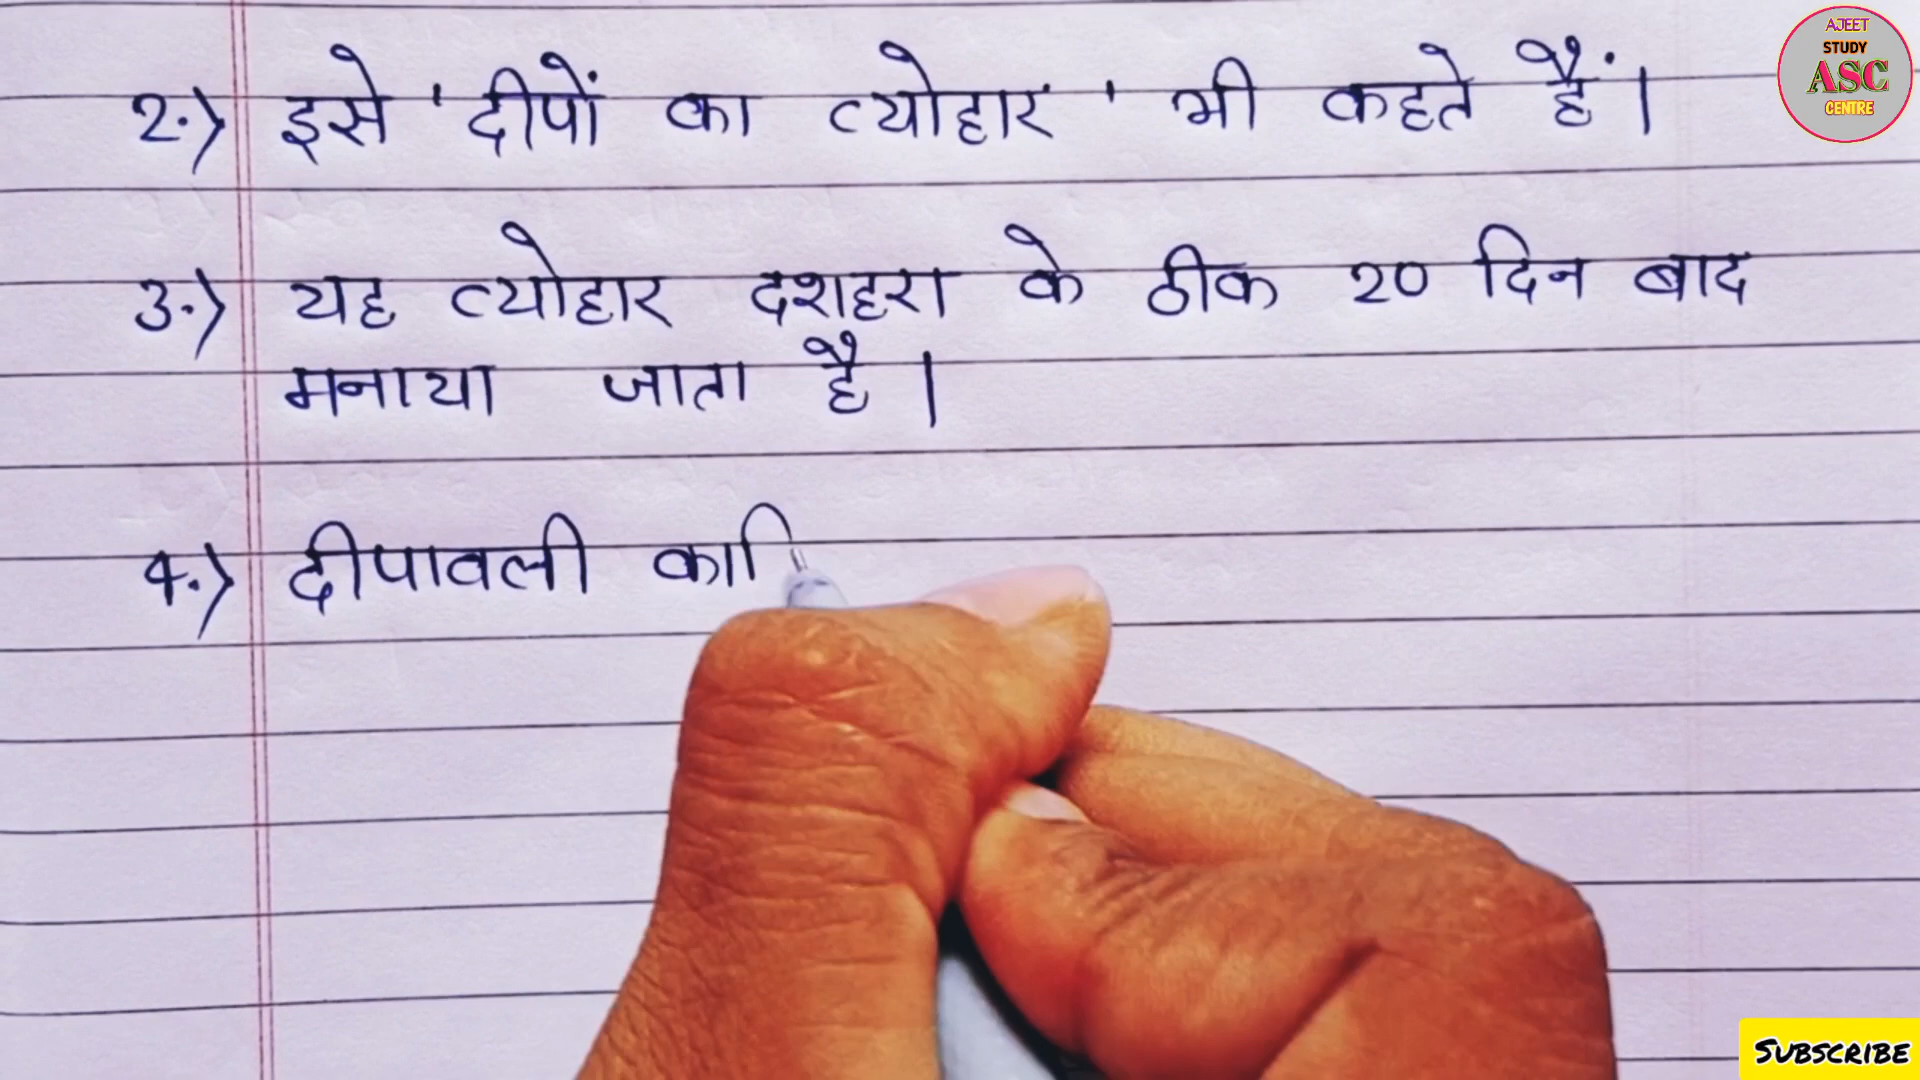 AJEET
STUDY
ASC
CENTRE
2.) इसे 'दीपों का त्योहार' भी कहते हैं।
3.) यह त्योहार दशहरा के ठीक 20 दिन बाद
मनाया जाता है।
4.) दीपावली
SUBSCRIBE